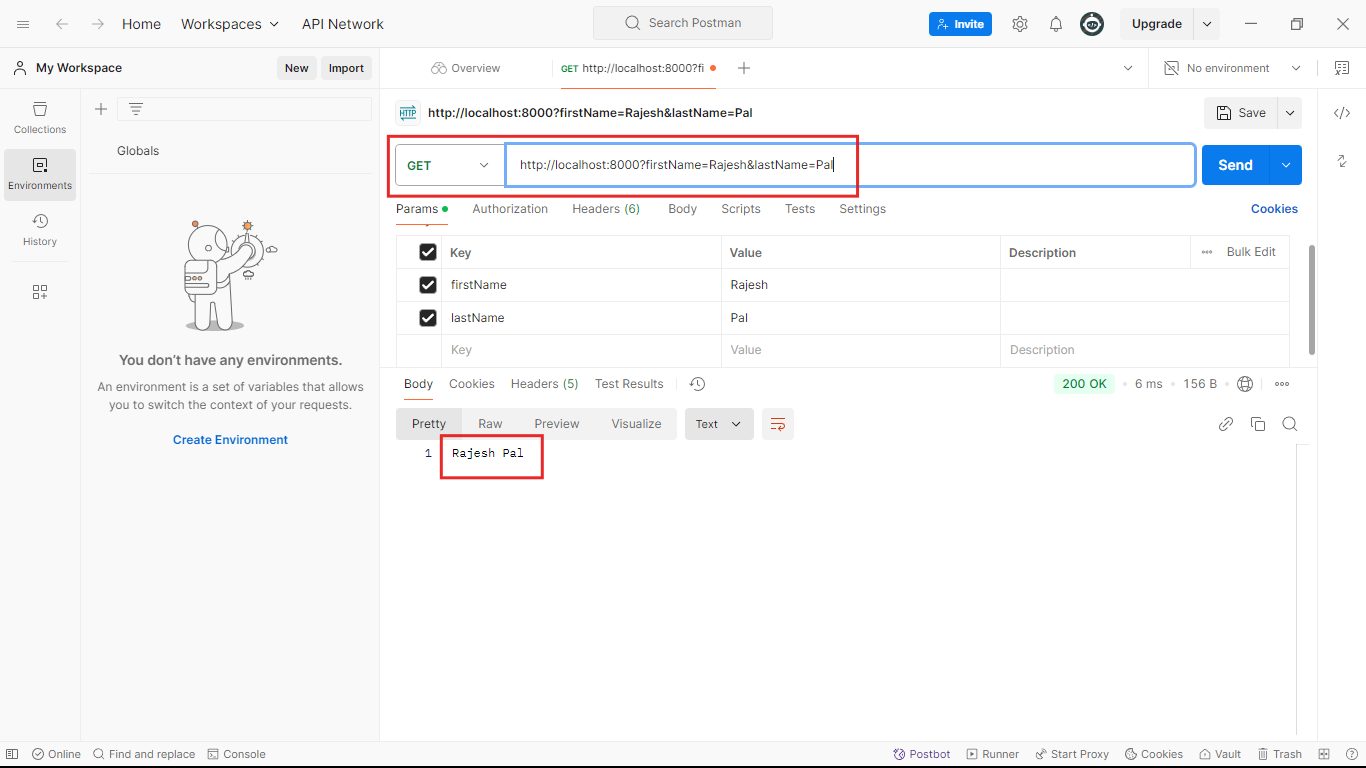 Home Workspaces API Network Search Postman Invite Upgrade
My Workspace New Import Overview GET http://localhost:8000?fi No environment
Collections
Environments
History
Globals
You don’t have any environments.
An environment is a set of variables that allows
you to switch the context of your requests.
Create Environment
HTTP http://localhost:8000?firstName=Rajesh&lastName=Pal Save
GET http://localhost:8000?firstName=Rajesh&lastName=Pal Send
Params Authorization Headers (6) Body Scripts Tests Settings Cookies
Key Value Description Bulk Edit
firstName Rajesh
lastName Pal
Key Value Description
Body Cookies Headers (5) Test Results 200 OK 6 ms 156 B
Pretty Raw Preview Visualize Text
1 Rajesh Pal
Online Find and replace Console Postbot Runner Start Proxy Cookies Vault Trash